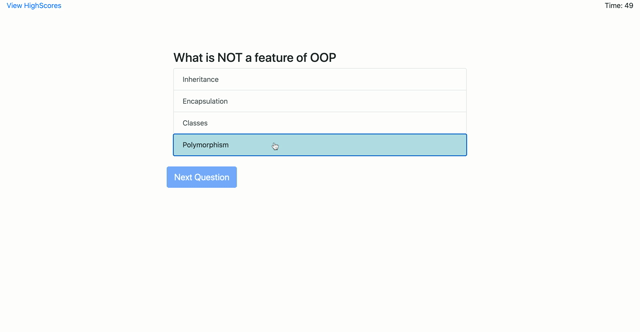 View HighScores
Time: 49
What is NOT a feature of OOP
Inheritance
Encapsulation
Classes
Polymorphism
Next Question